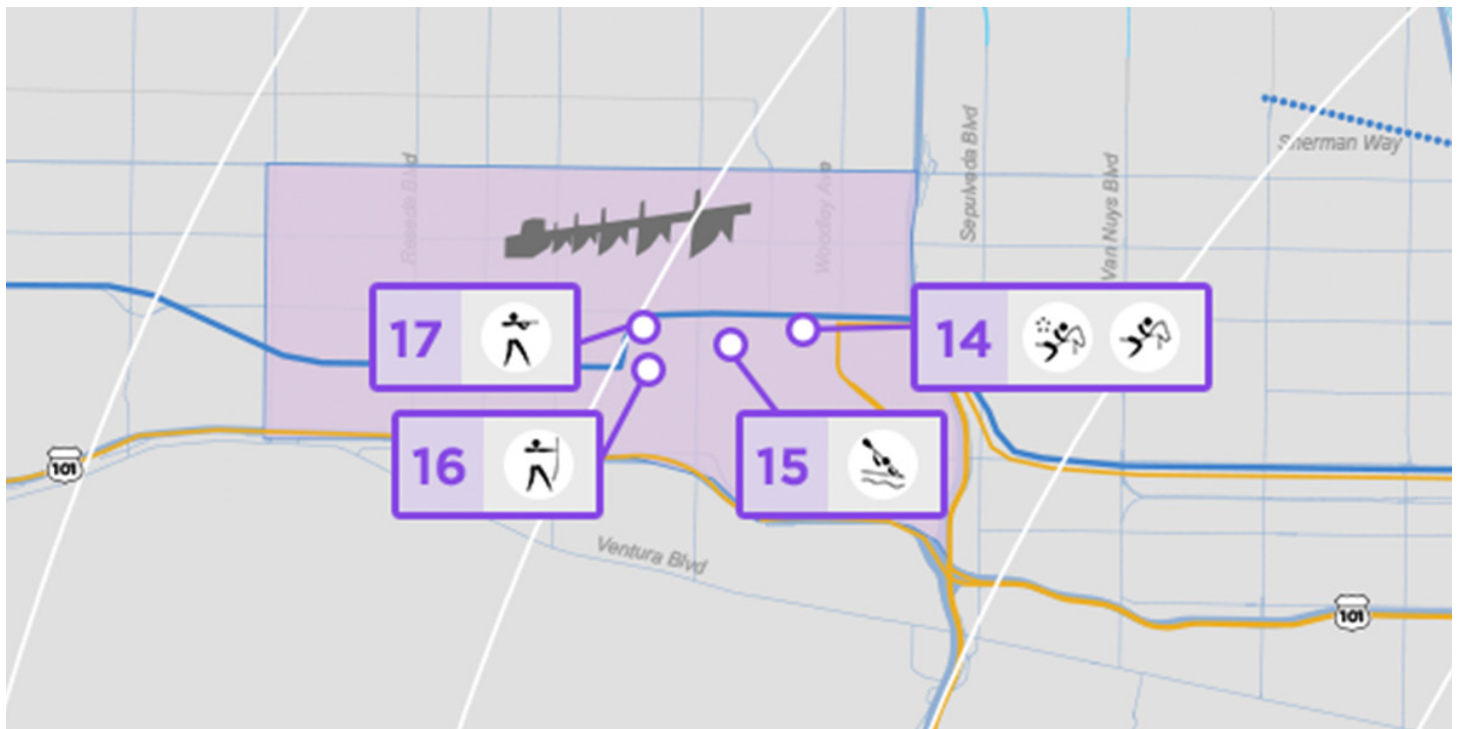 Sherman Way
Sepulveda Blvd
Van Nuys Blvd
Reseda Blvd
Woodley Ave
17
14
16
15
101
Ventura Blvd
101